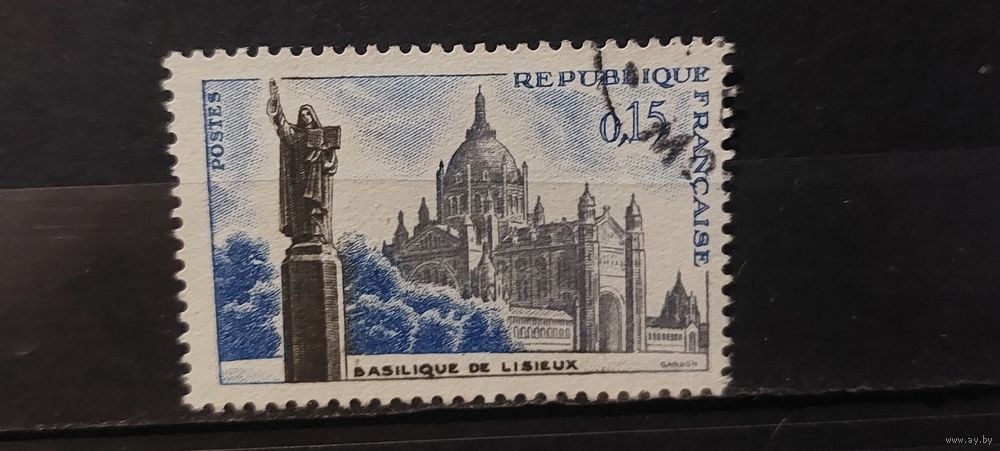 POSTES
REPUBLIQUE FRANÇAISE
0,15
BASILIQUE DE LISIEUX
GANDON
www.ay.by